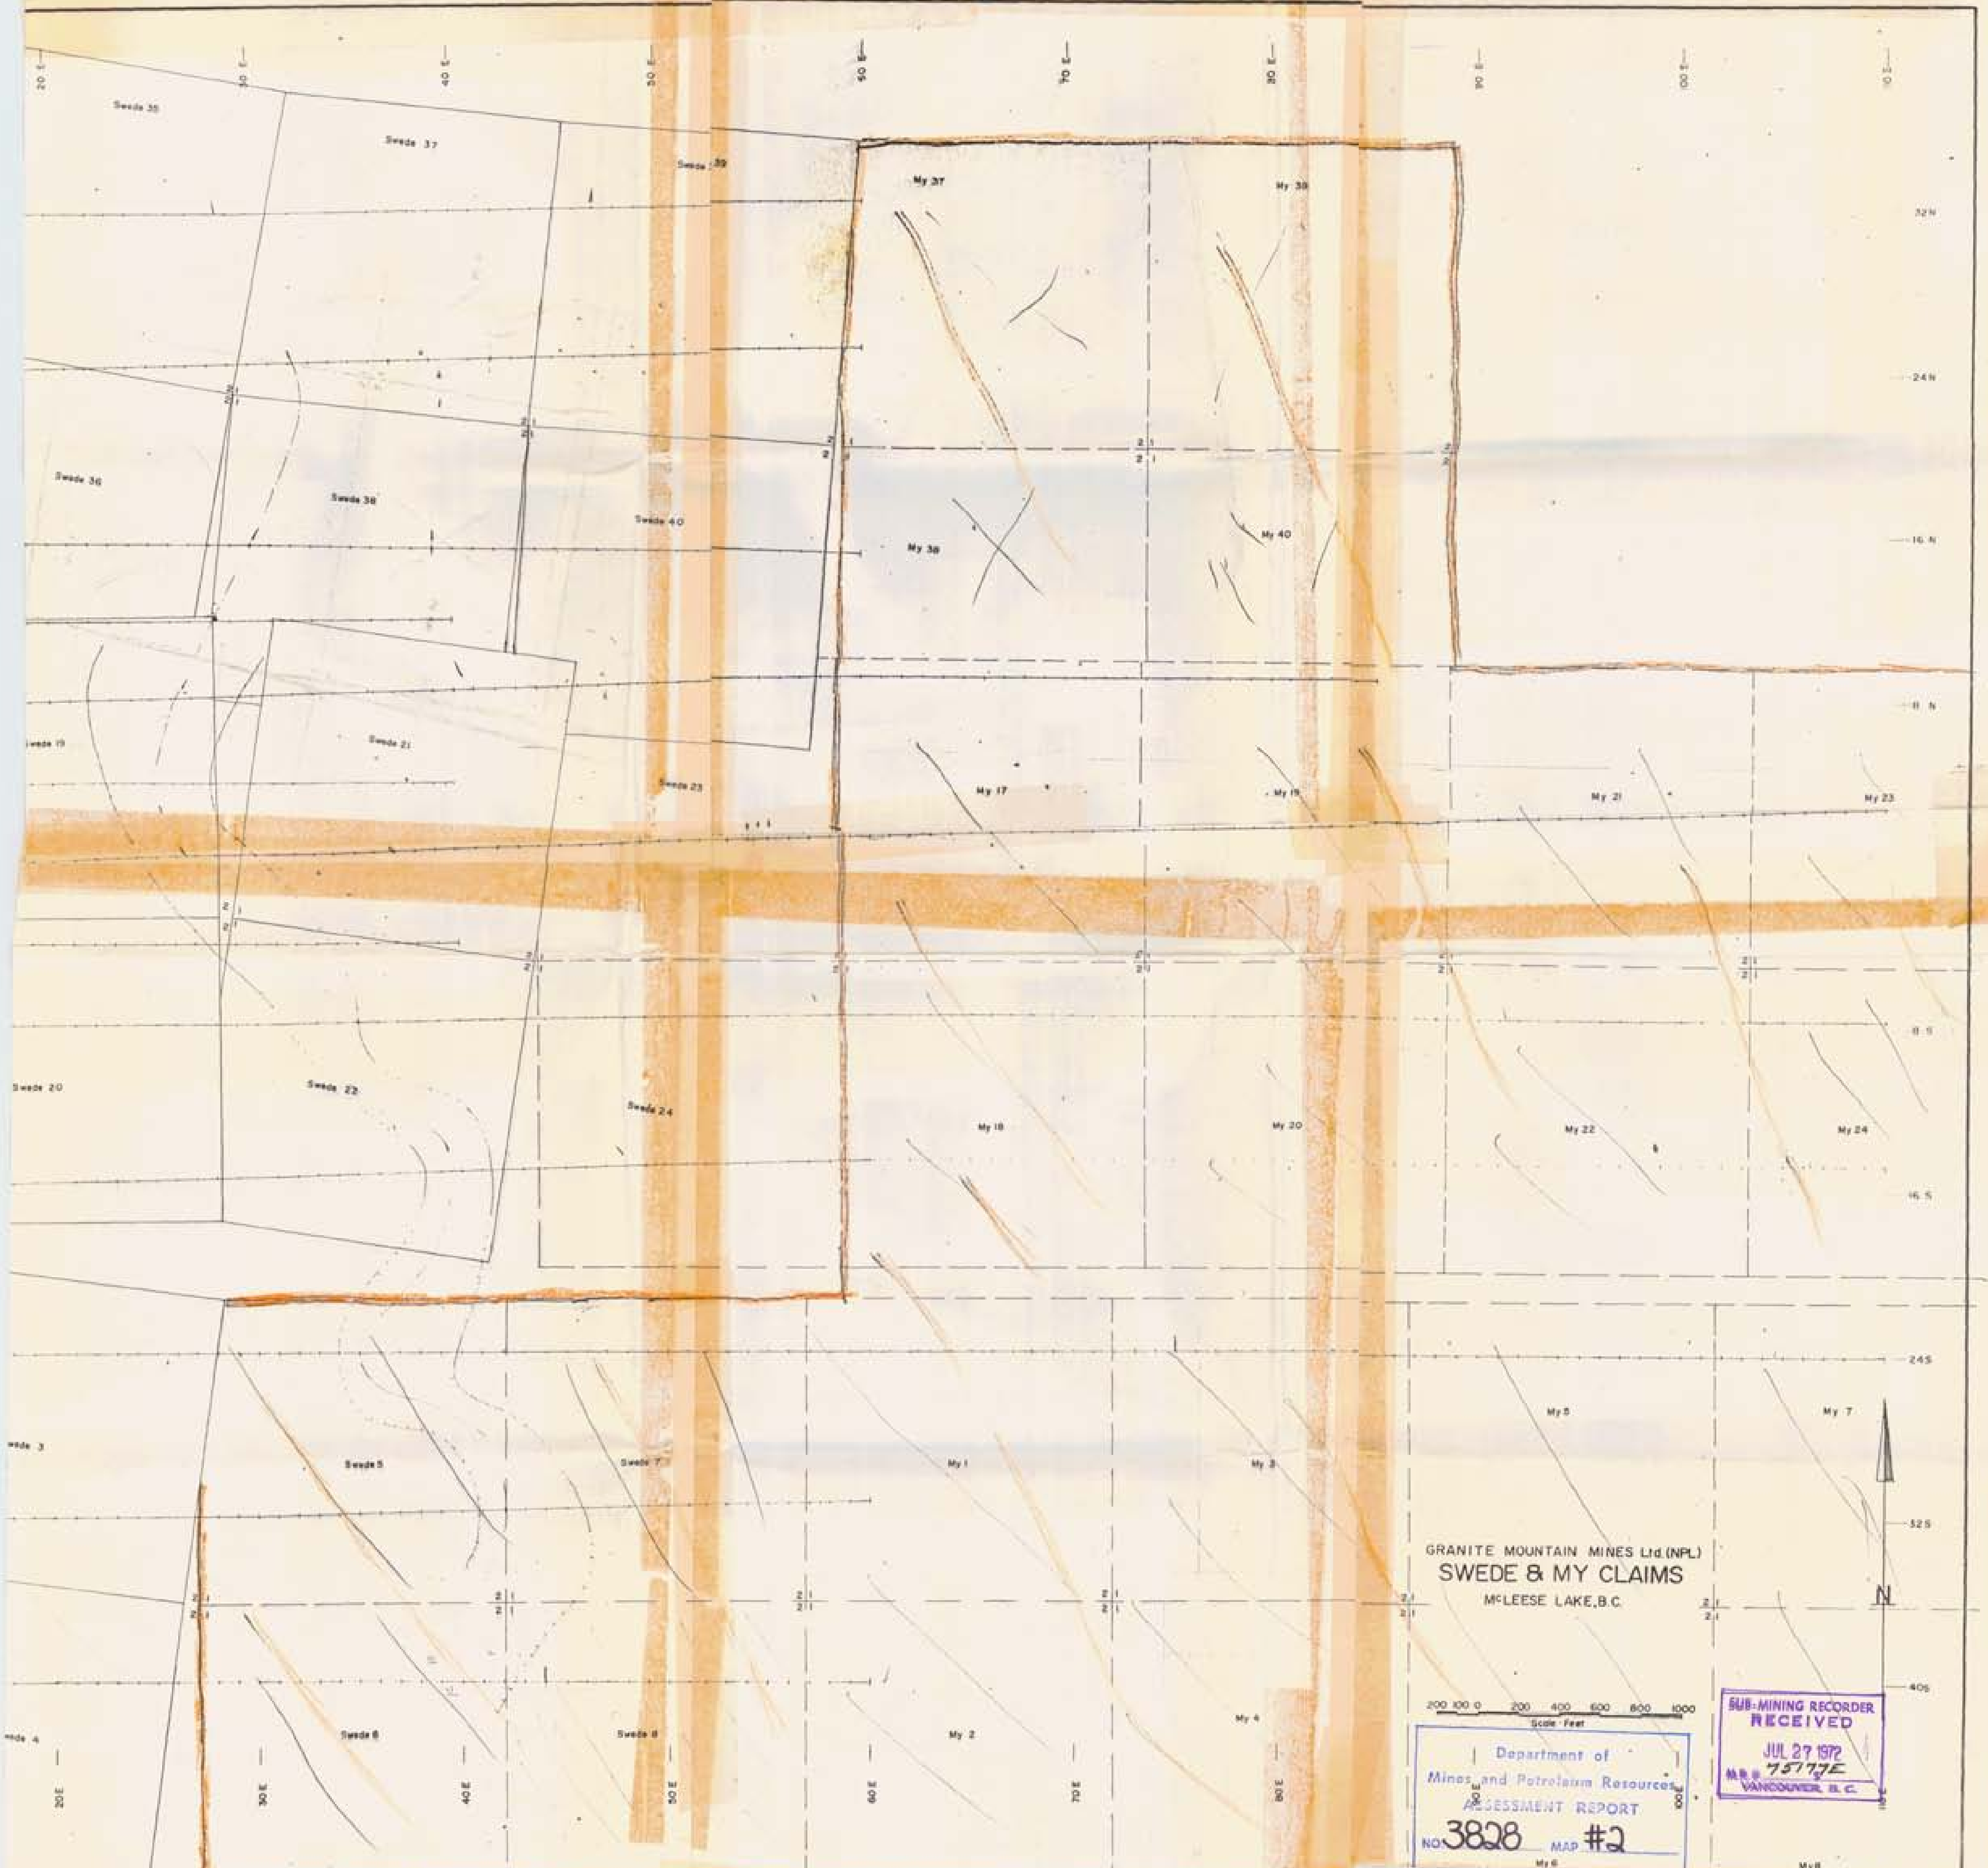 20 E
30 E
40 E
50 E
60 E
70 E
80 E
90 E
100 E
110 E
Swede 35
Swede 37
Swede 39
My 37
My 39
32 N
24 N
Swede 36
Swede 38
Swede 40
My 38
My 40
16 N
8 N
Swede 19
Swede 21
Swede 23
My 17
My 19
My 21
My 23
8 S
Swede 20
Swede 22
Swede 24
My 18
My 20
My 22
My 24
16 S
24 S
My 5
My 7
wede 3
Swede 5
Swede 7
My 1
My 3
32 S
GRANITE MOUNTAIN MINES Ltd.(NPL)
SWEDE & MY CLAIMS
McLEESE LAKE, B.C.
N
40 S
200 100 0 200 400 600 800 1000
Scale - Feet
wede 4
Swede 6
Swede 8
My 2
My 4
SUB-MINING RECORDER
RECEIVED
JUL 27 1972
M.R.# 75177E
VANCOUVER, B. C.
Department of
Mines and Petroleum Resources
ASSESSMENT REPORT
NO. 3828 MAP #2
20 E
30 E
40 E
50 E
60 E
70 E
80 E
90 E
100 E
My 6
My 8